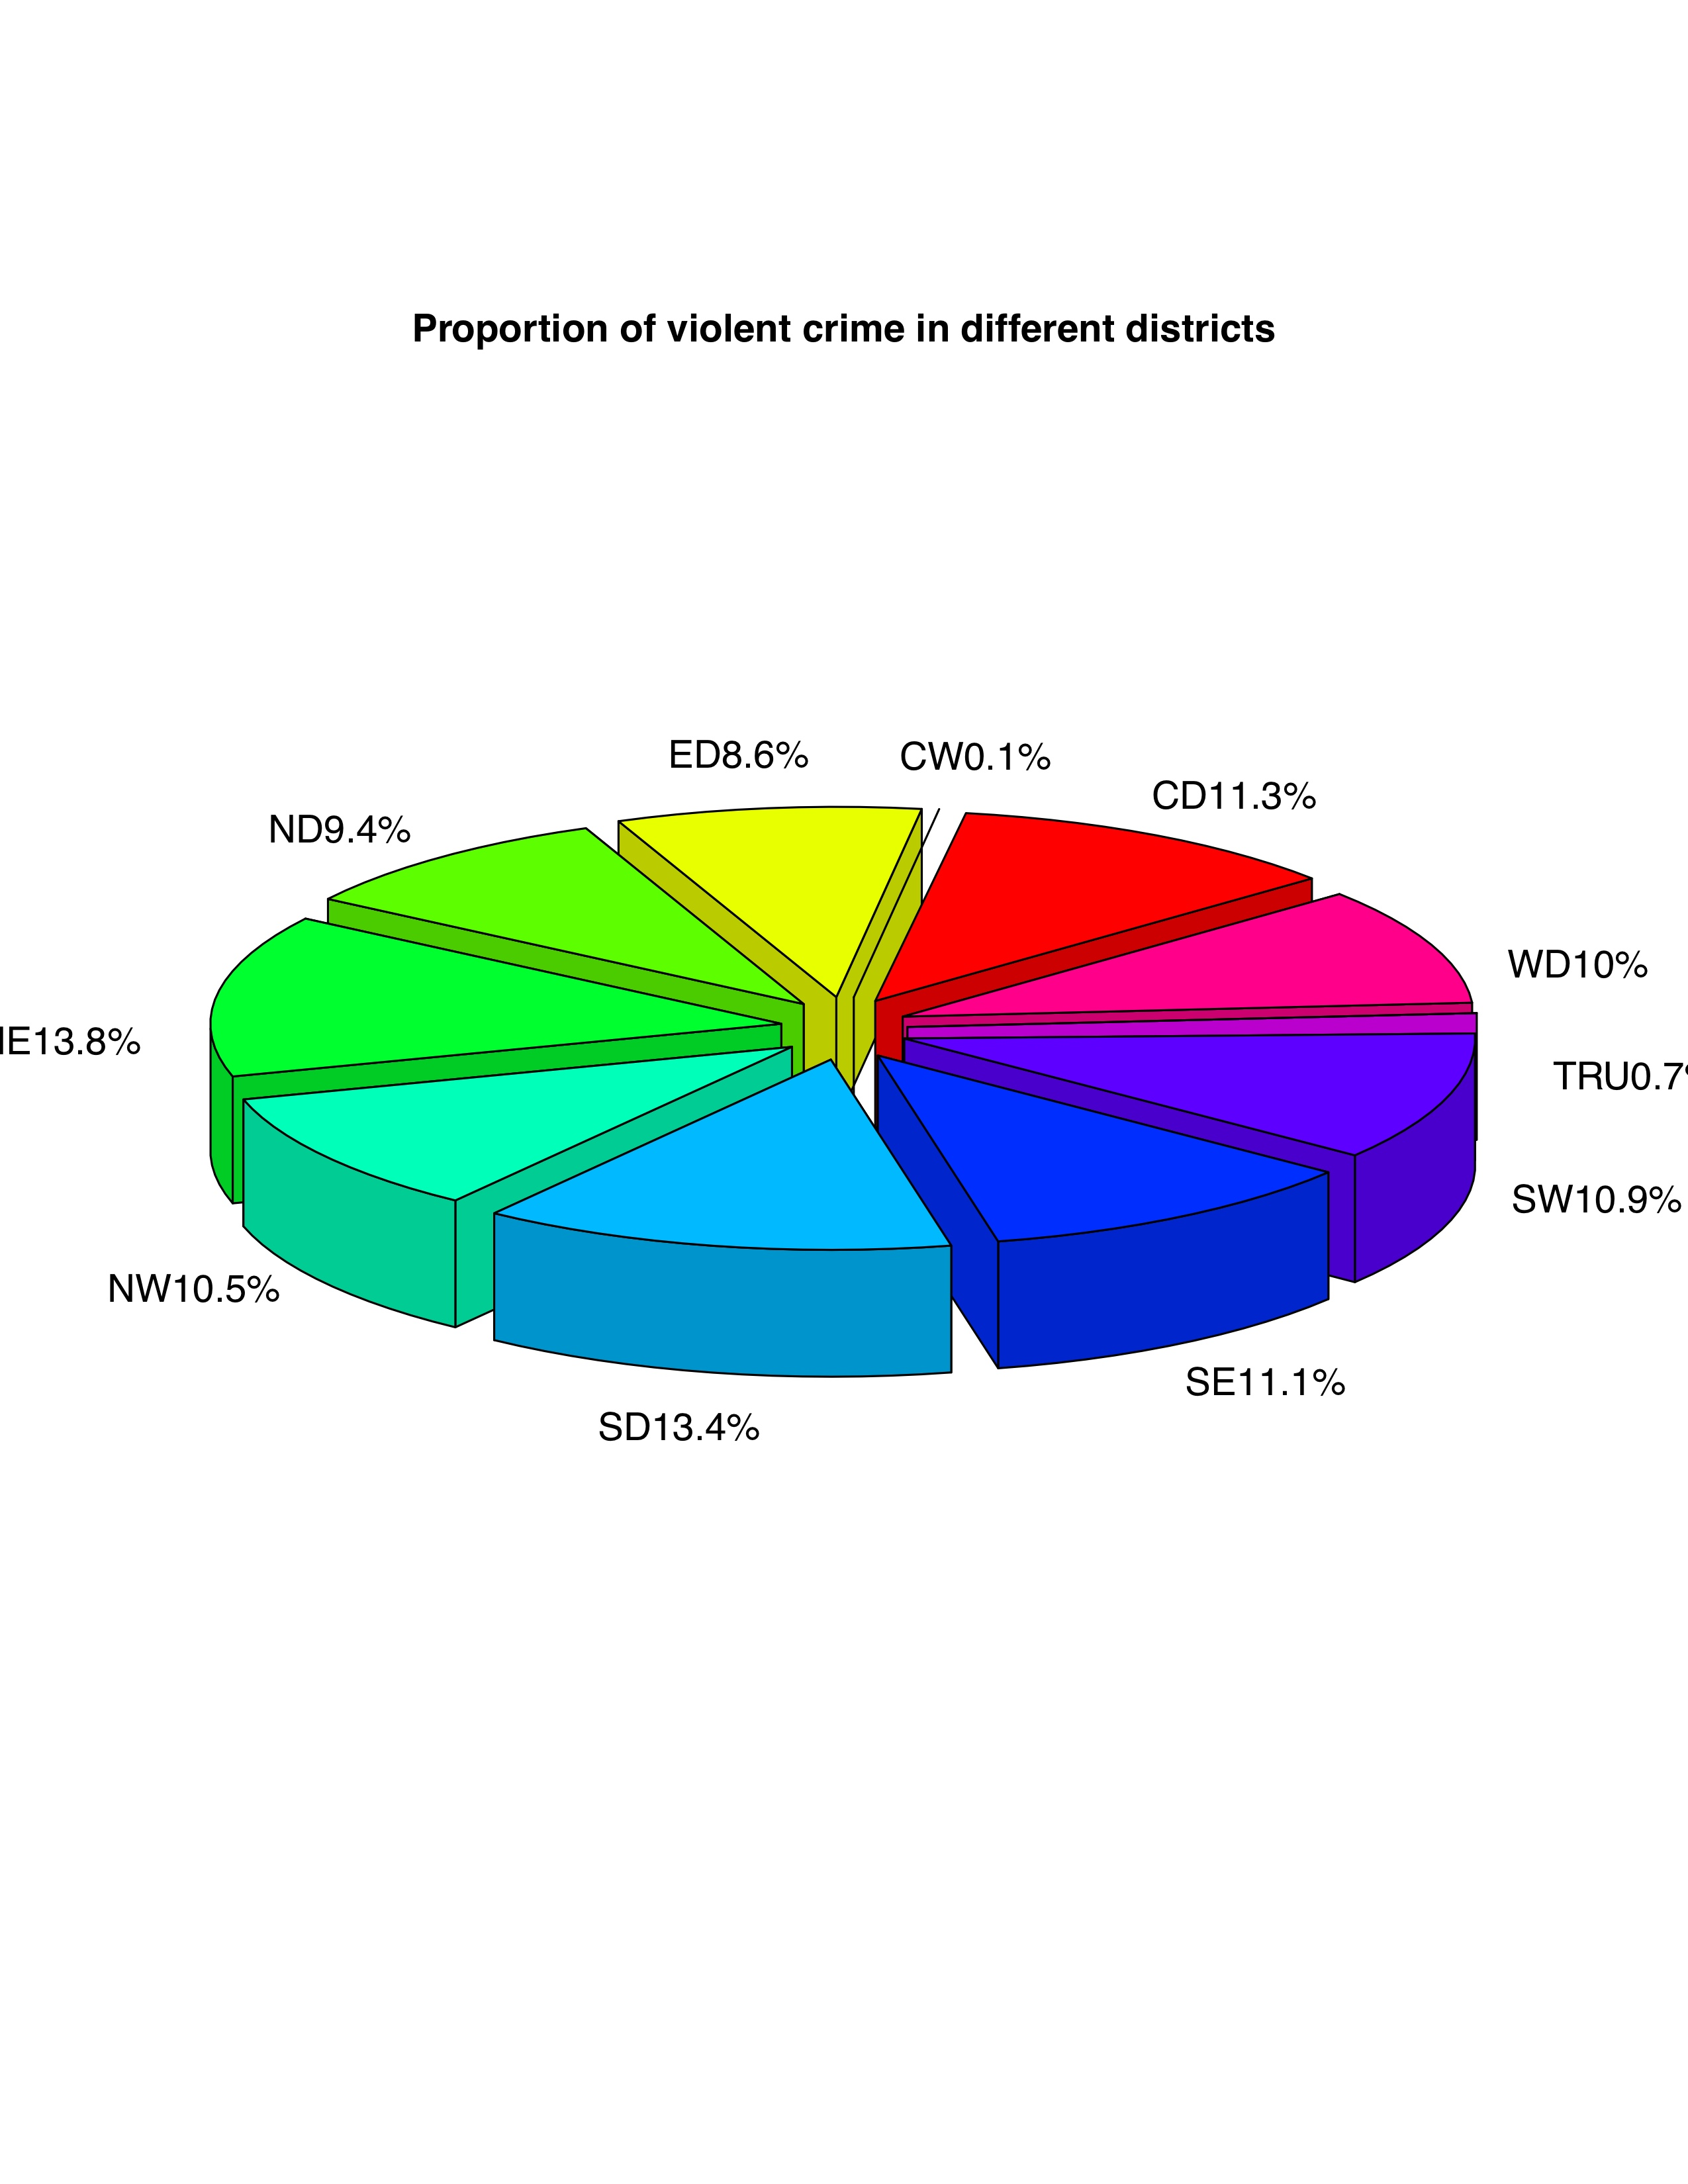 Proportion of violent crime in different districts
ED8.6%
CW0.1%
CD11.3%
ND9.4%
WD10%
E13.8%
TRU0.7
SW10.9%
NW10.5%
SE11.1%
SD13.4%